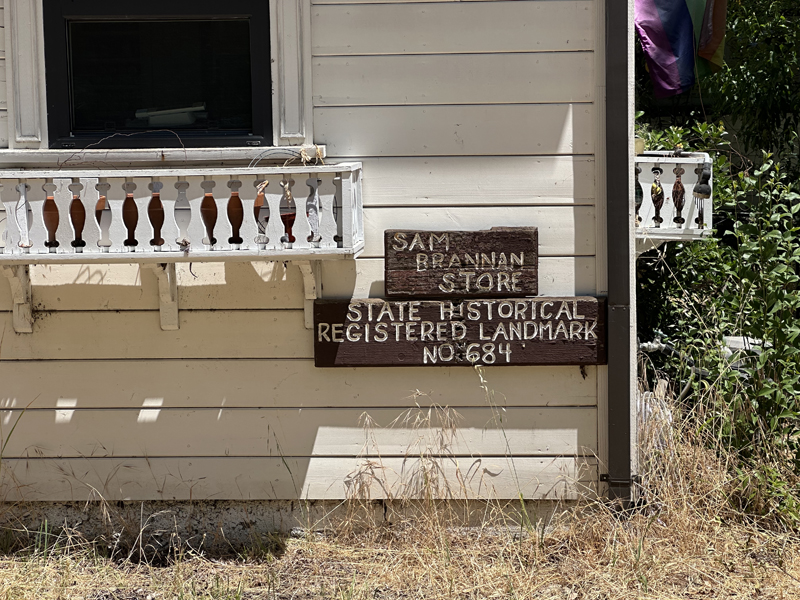 SAM
BRANNAN
STORE
STATE HISTORICAL
REGISTERED LANDMARK
NO. 684